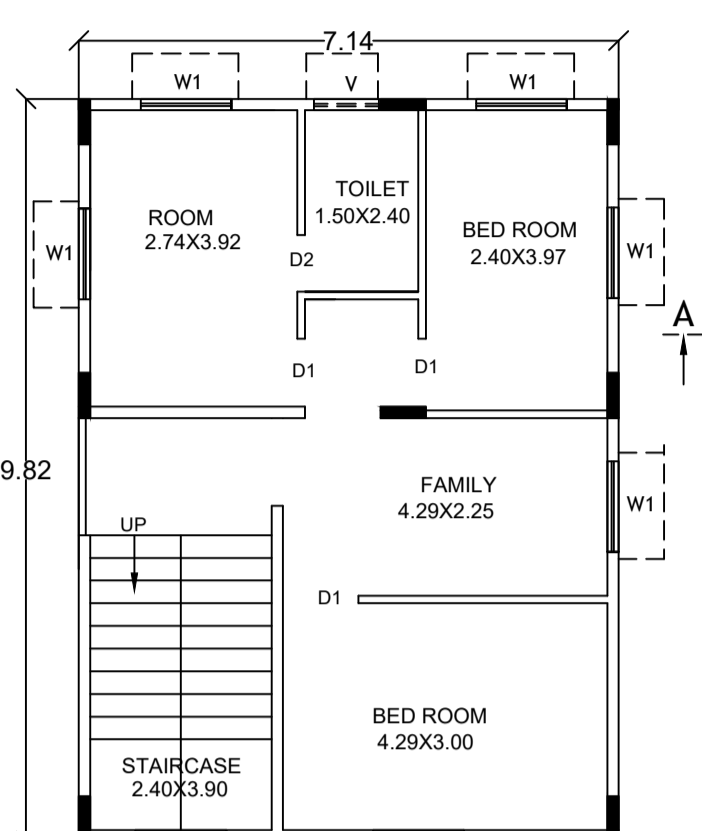 7.14
W1
V
W1
TOILET
1.50X2.40
ROOM
2.74X3.92
BED ROOM
2.40X3.97
W1
D2
W1
A
D1
D1
9.82
FAMILY
4.29X2.25
W1
UP
D1
BED ROOM
4.29X3.00
STAIRCASE
2.40X3.90